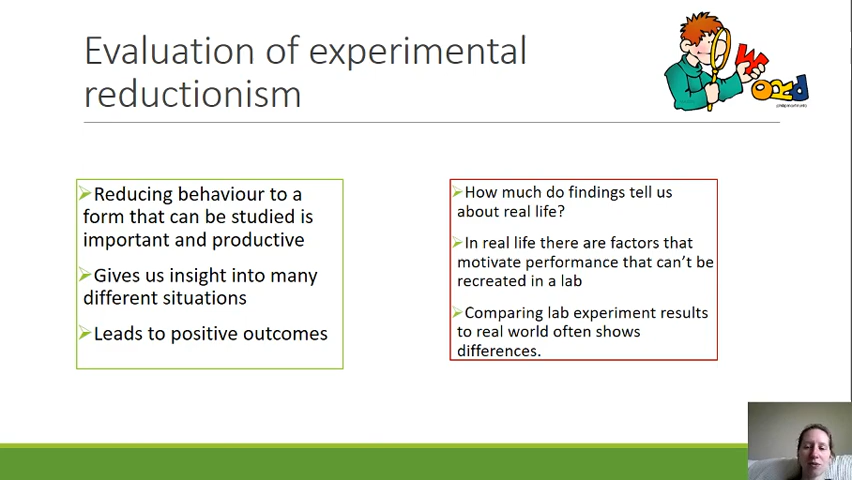 Evaluation of experimental
reductionism
WORD
Reducing behaviour to a
form that can be studied is
important and productive
Gives us insight into many
different situations
Leads to positive outcomes
How much do findings tell us
about real life?
In real life there are factors that
motivate performance that can't be
recreated in a lab
Comparing lab experiment results
to real world often shows
differences.